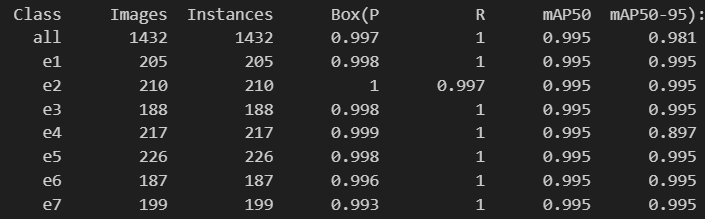 Class Images Instances Box(P R mAP50 mAP50-95):
all 1432 1432 0.997 1 0.995 0.981
e1 205 205 0.998 1 0.995 0.995
e2 210 210 1 0.997 0.995 0.995
e3 188 188 0.998 1 0.995 0.995
e4 217 217 0.999 1 0.995 0.897
e5 226 226 0.998 1 0.995 0.995
e6 187 187 0.996 1 0.995 0.995
e7 199 199 0.993 1 0.995 0.995